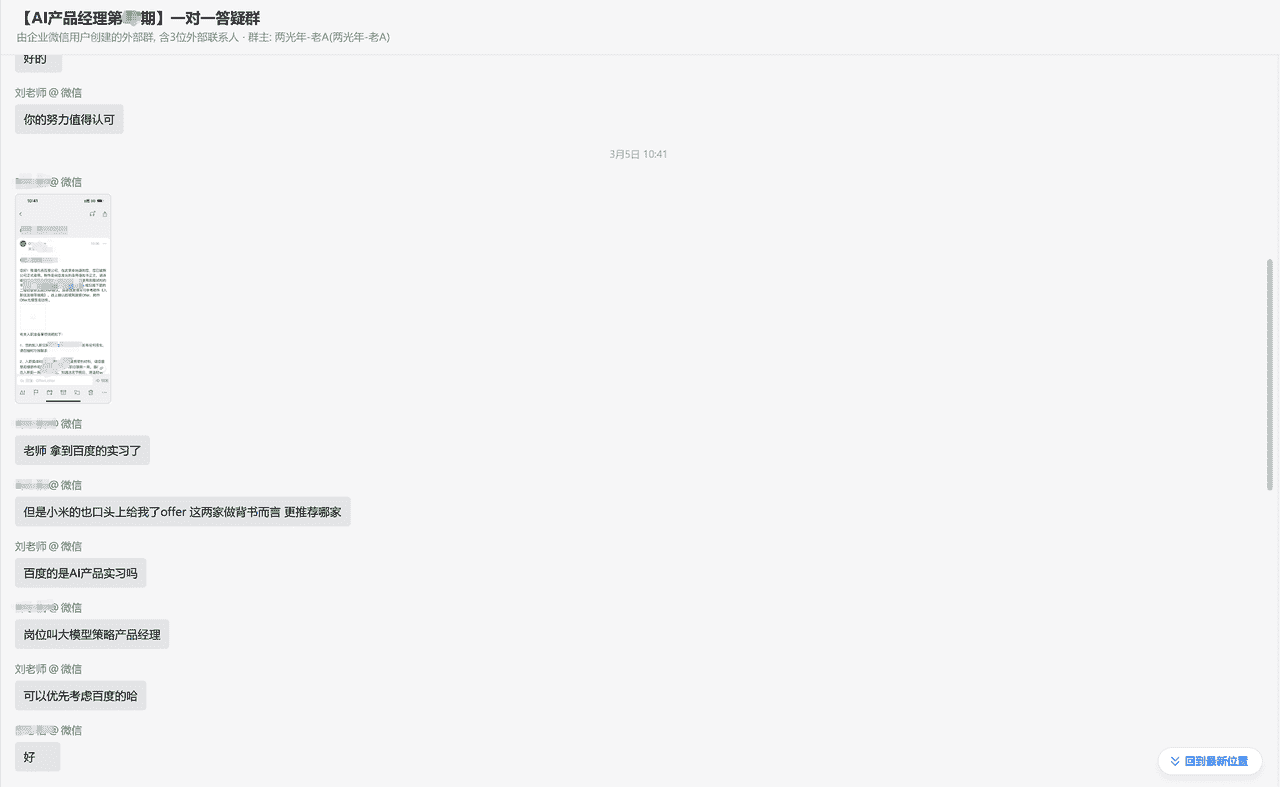 【AI产品经理第 期】一对一答疑群
由企业微信用户创建的外部群, 含3位外部联系人 · 群主: 两光年-老A(两光年-老A)
好的
刘老师 @ 微信
你的努力值得认可
3月5日 10:41
@ 微信
10:41
@ 微信
老师 拿到百度的实习了
@ 微信
但是小米的也口头上给我了offer 这两家做背书而言 更推荐哪家
刘老师 @ 微信
百度的是AI产品实习吗
@ 微信
岗位叫大模型策略产品经理
刘老师 @ 微信
可以优先考虑百度的哈
@ 微信
好
回到最新位置